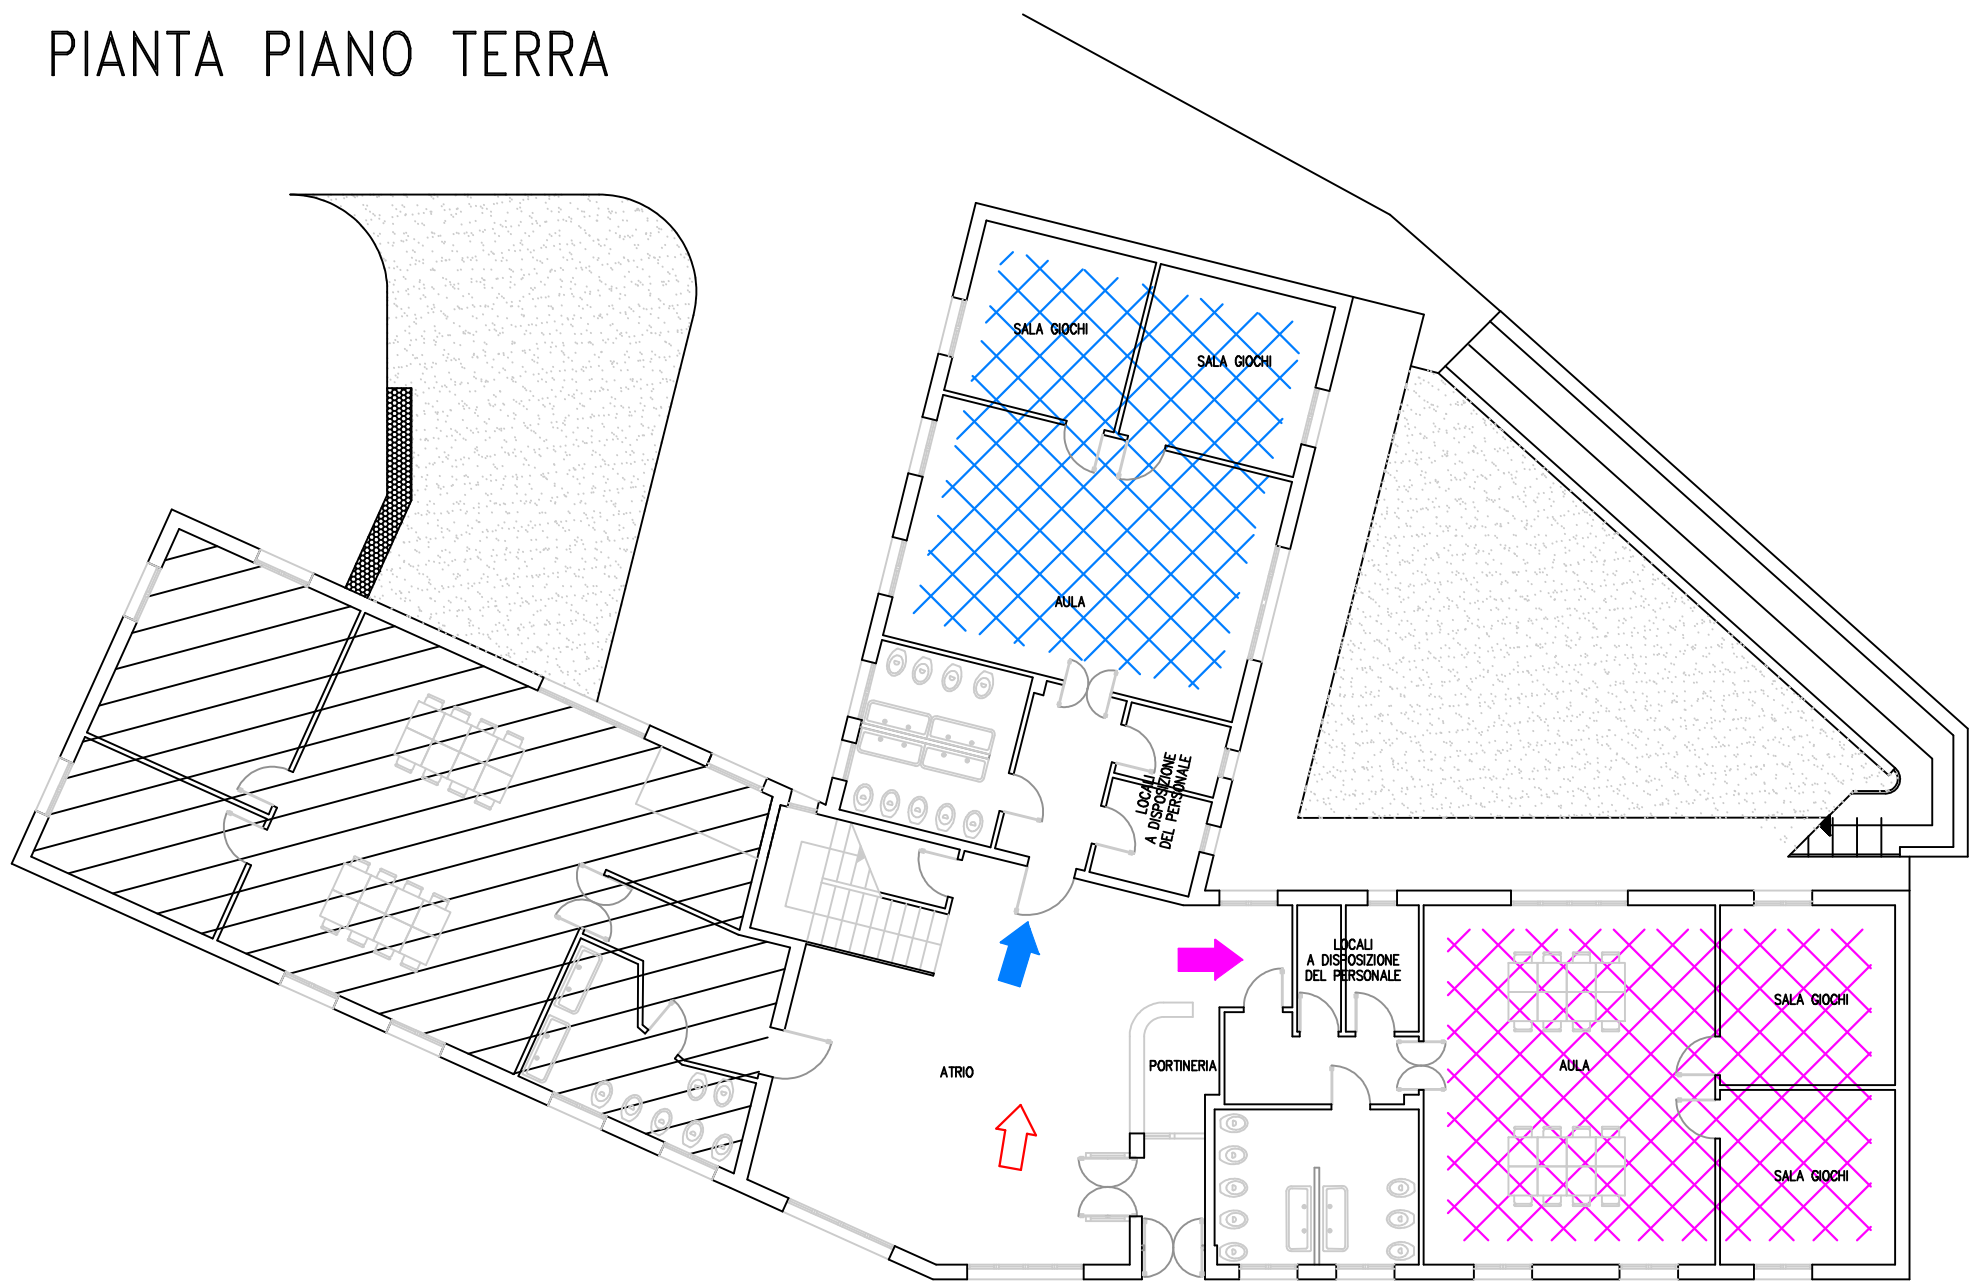 PIANTA PIANO TERRA
SALA GIOCHI
SALA GIOCHI
AULA
LOCALI
A DISPOSIZIONE
DEL PERSONALE
LOCALI
A DISPOSIZIONE
DEL PERSONALE
SALA GIOCHI
ATRIO
PORTINERIA
AULA
SALA GIOCHI